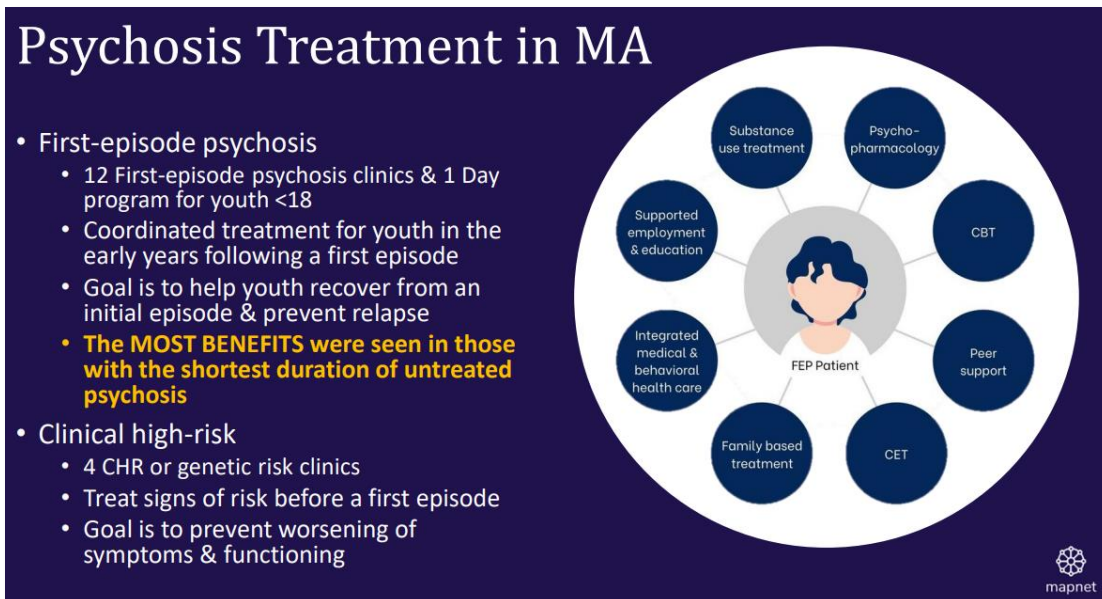 Psychosis Treatment in MA
• First-episode psychosis
• 12 First-episode psychosis clinics & 1 Day
program for youth <18
• Coordinated treatment for youth in the
early years following a first episode
• Goal is to help youth recover from an
initial episode & prevent relapse
• The MOST BENEFITS were seen in those
with the shortest duration of untreated
psychosis
• Clinical high-risk
• 4 CHR or genetic risk clinics
• Treat signs of risk before a first episode
• Goal is to prevent worsening of
symptoms & functioning
Substance
use treatment
Psycho-
pharmacology
Supported
employment
& education
CBT
Integrated
medical &
behavioral
health care
FEP Patient
Peer
support
Family based
treatment
CET
mapnet